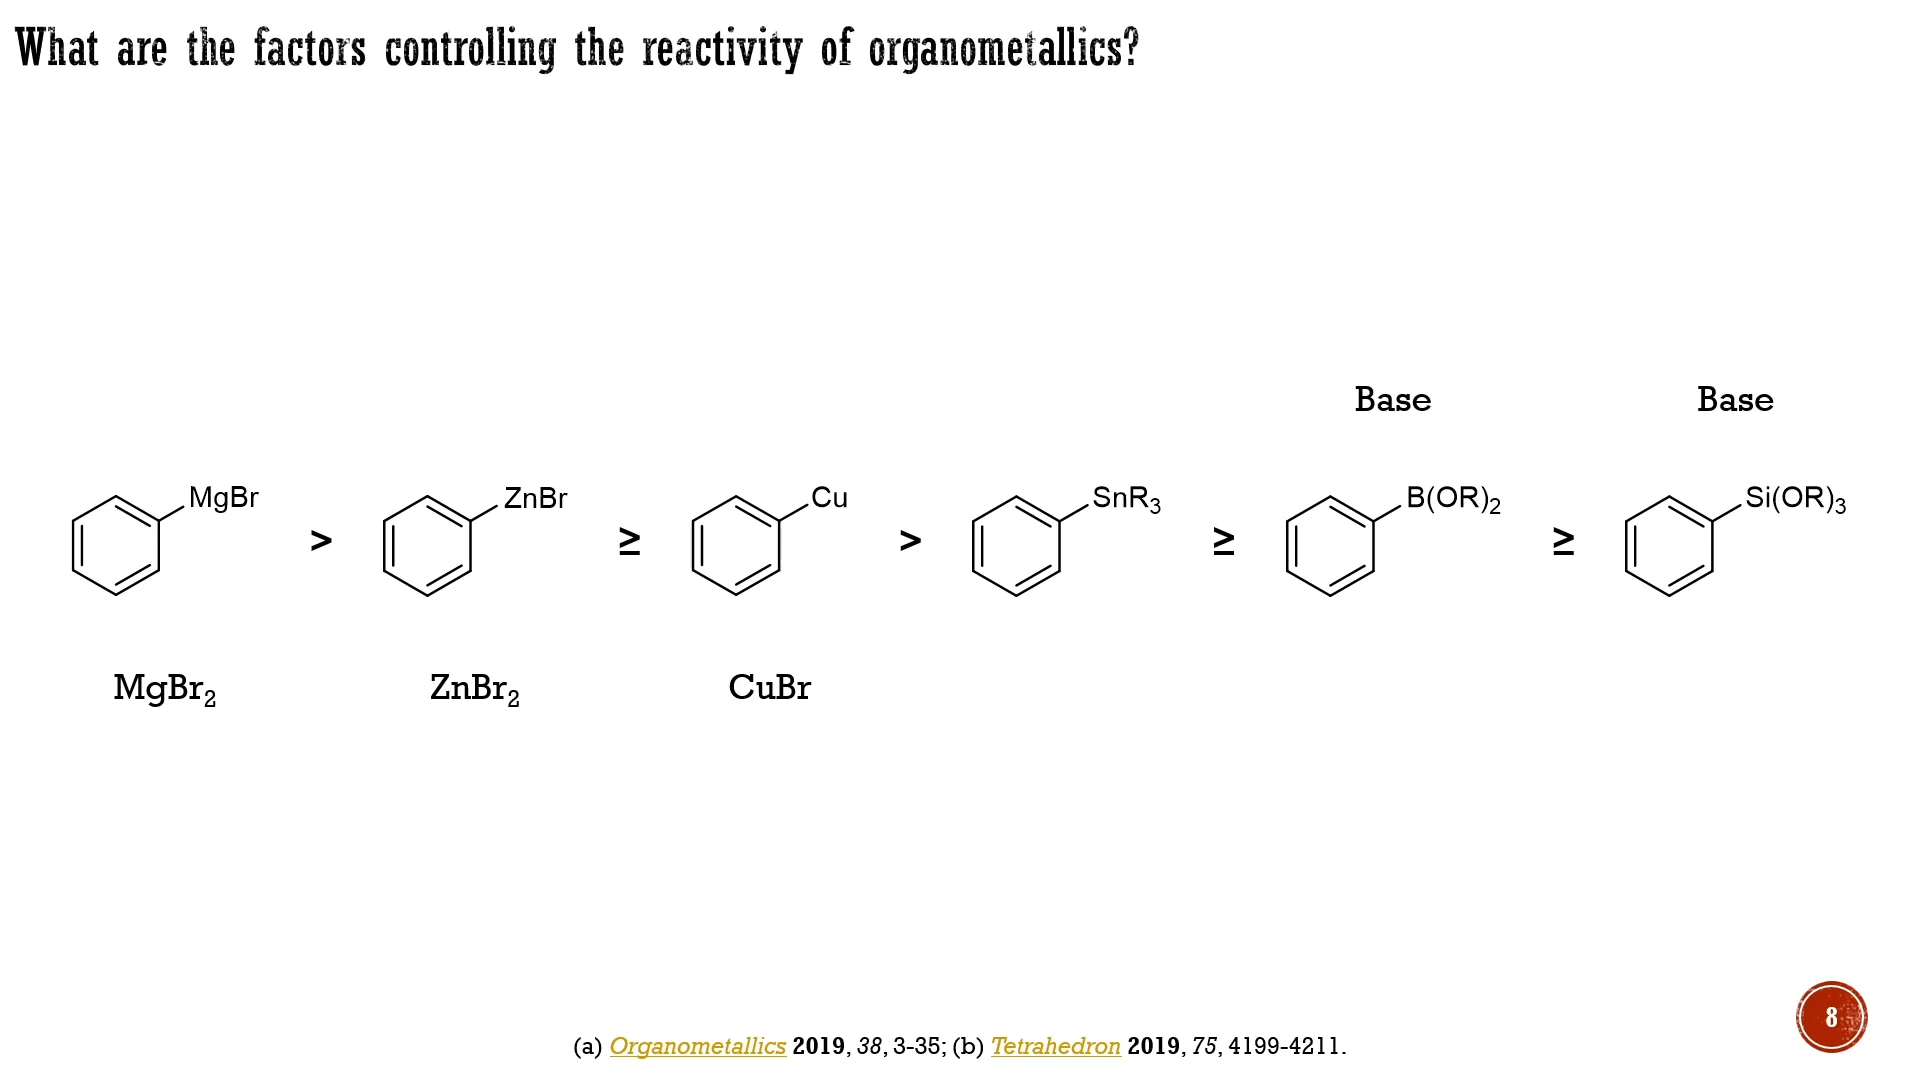 What are the factors controlling the reactivity of organometallics?
Base Base
MgBr > ZnBr ≥ Cu > SnR₃ ≥ B(OR)₂ ≥ Si(OR)₃
MgBr₂ ZnBr₂ CuBr
8
(a) Organometallics 2019, 38, 3-35; (b) Tetrahedron 2019, 75, 4199-4211.